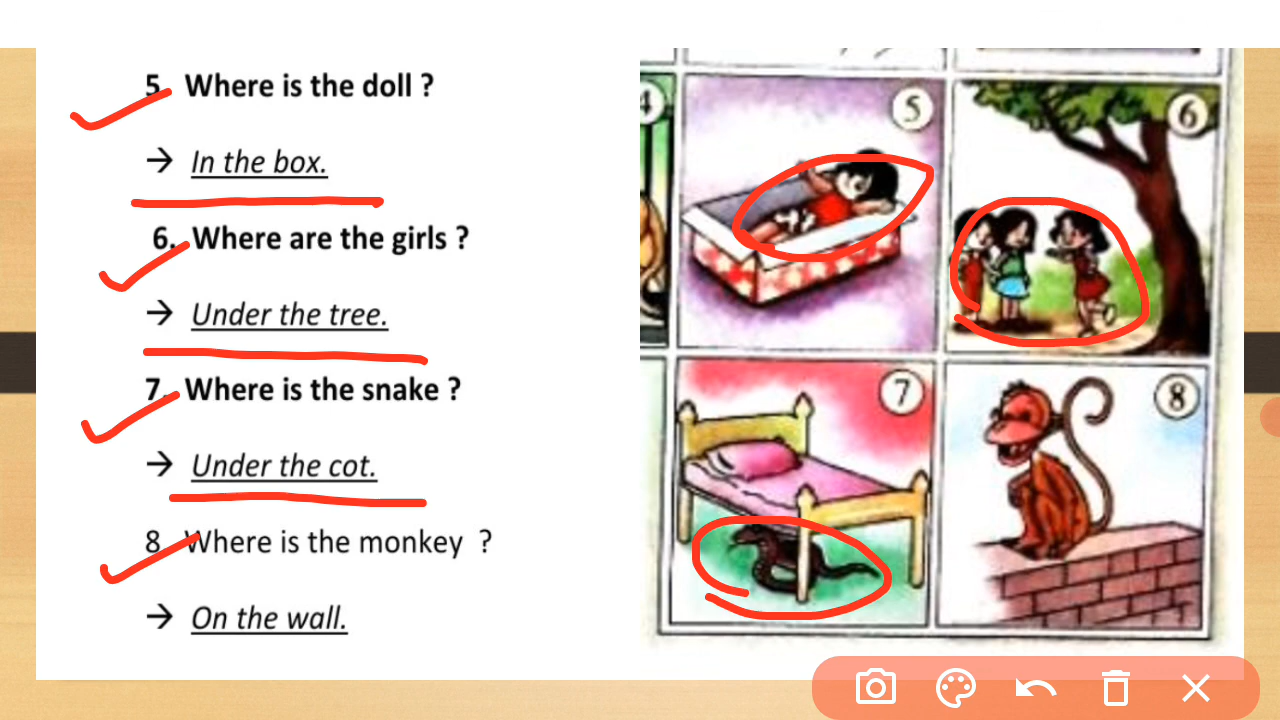 5. Where is the doll ?
→ In the box.
6. Where are the girls ?
→ Under the tree.
7. Where is the snake ?
→ Under the cot.
8 Where is the monkey ?
→ On the wall.
4
5
6
7
8